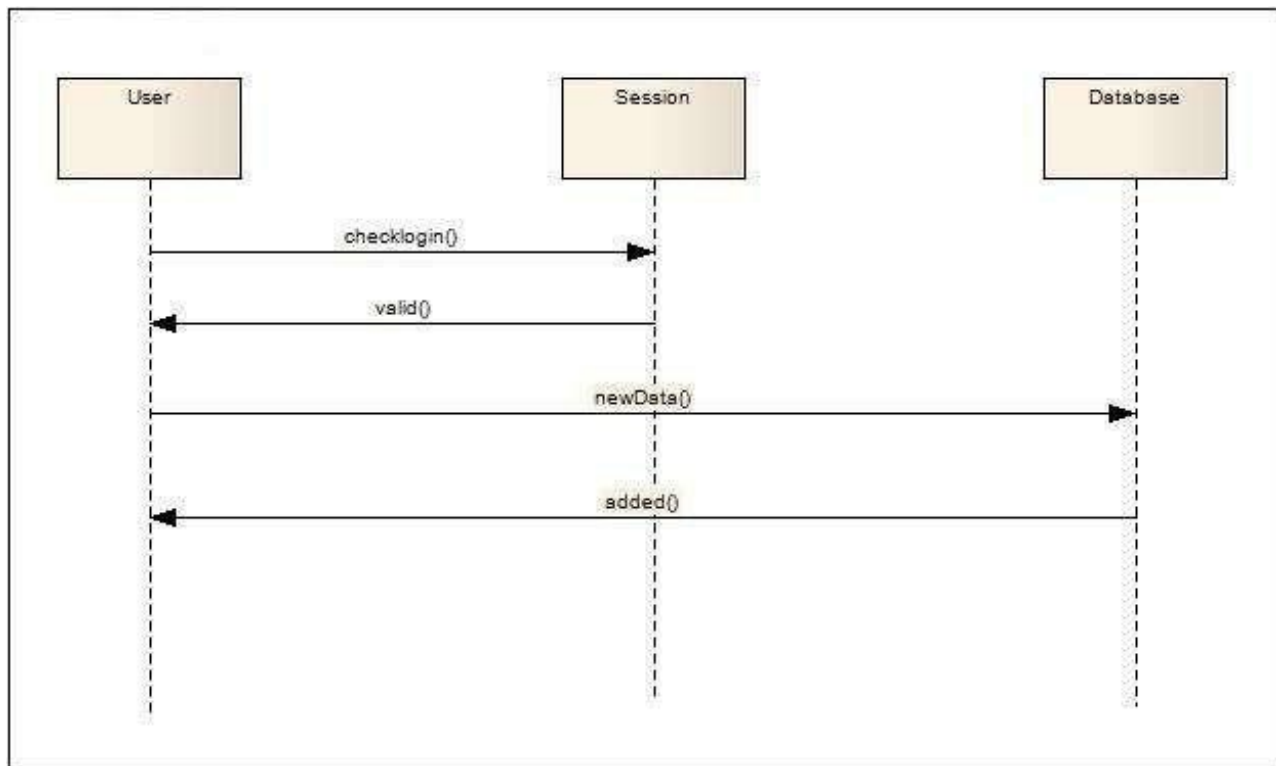 User
Session
Database
checklogin()
valid()
newData()
added()